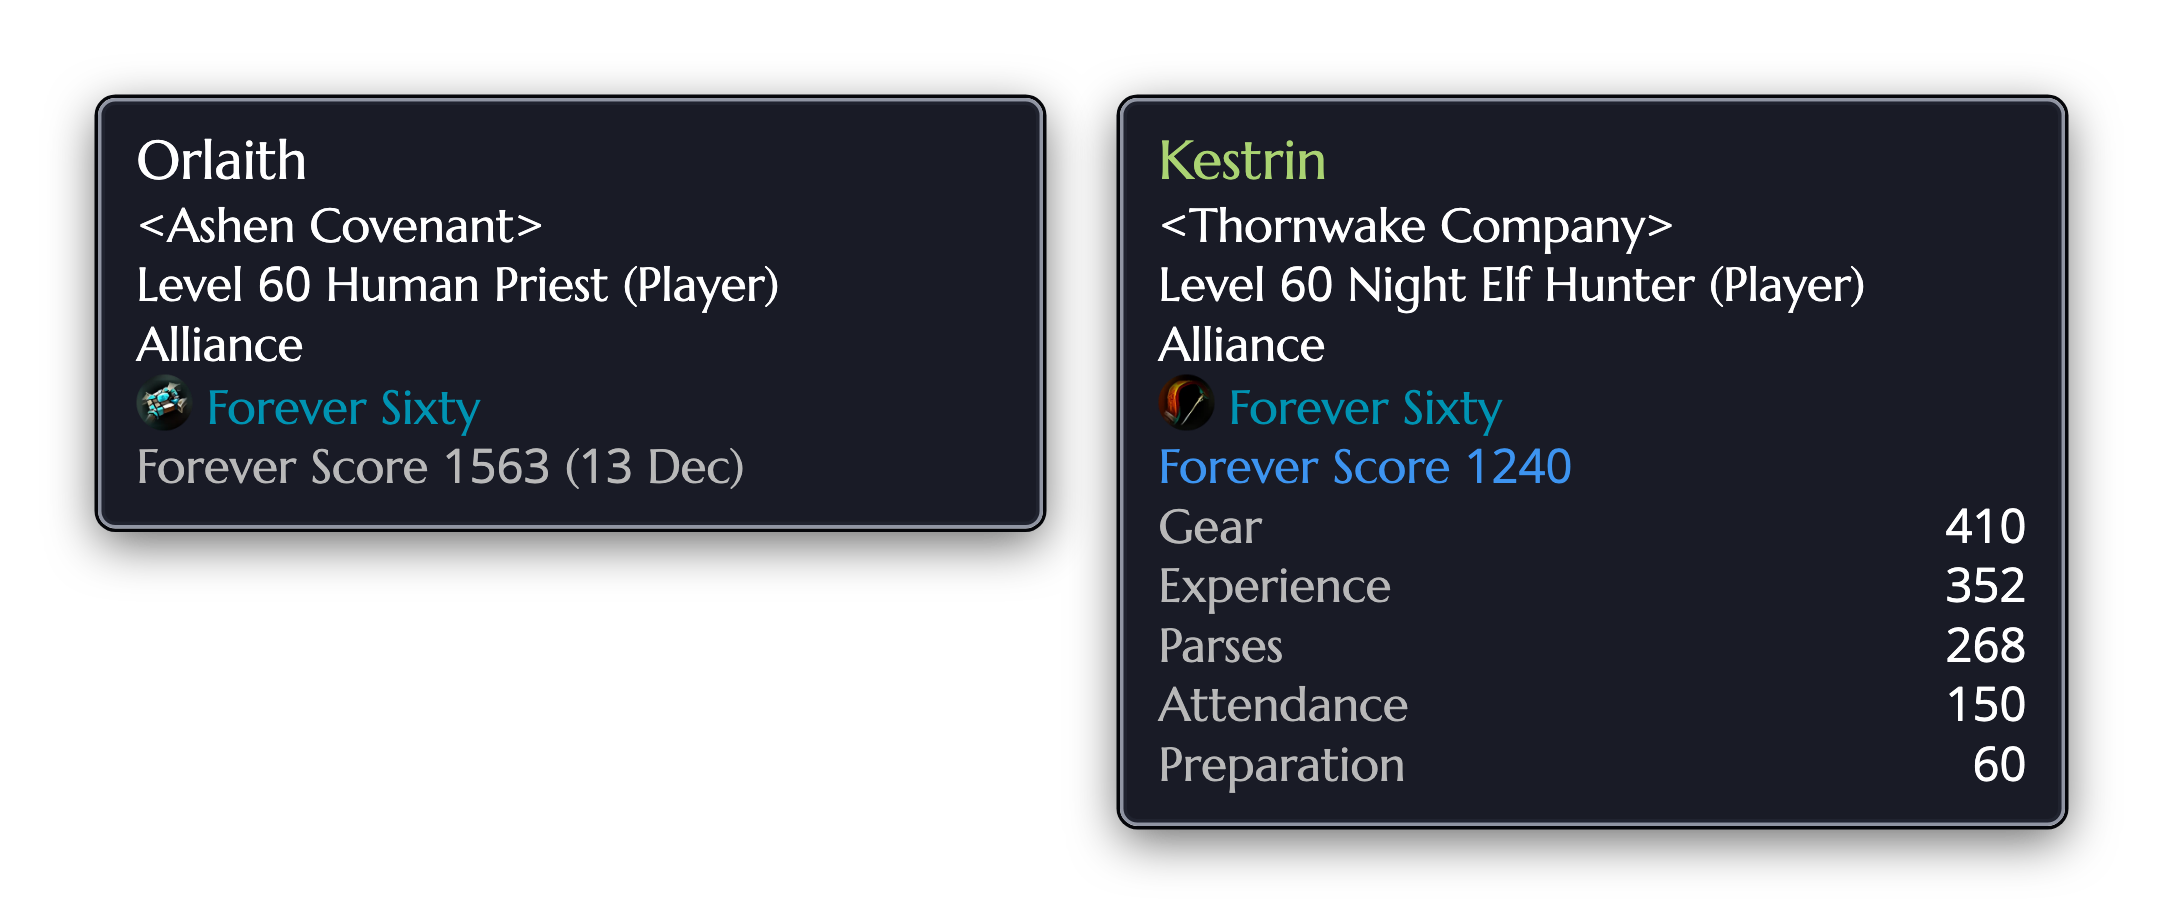 Orlaith
<Ashen Covenant>
Level 60 Human Priest (Player)
Alliance
Forever Sixty
Forever Score 1563 (13 Dec)
Kestrin
<Thornwake Company>
Level 60 Night Elf Hunter (Player)
Alliance
Forever Sixty
Forever Score 1240
Gear 410
Experience 352
Parses 268
Attendance 150
Preparation 60